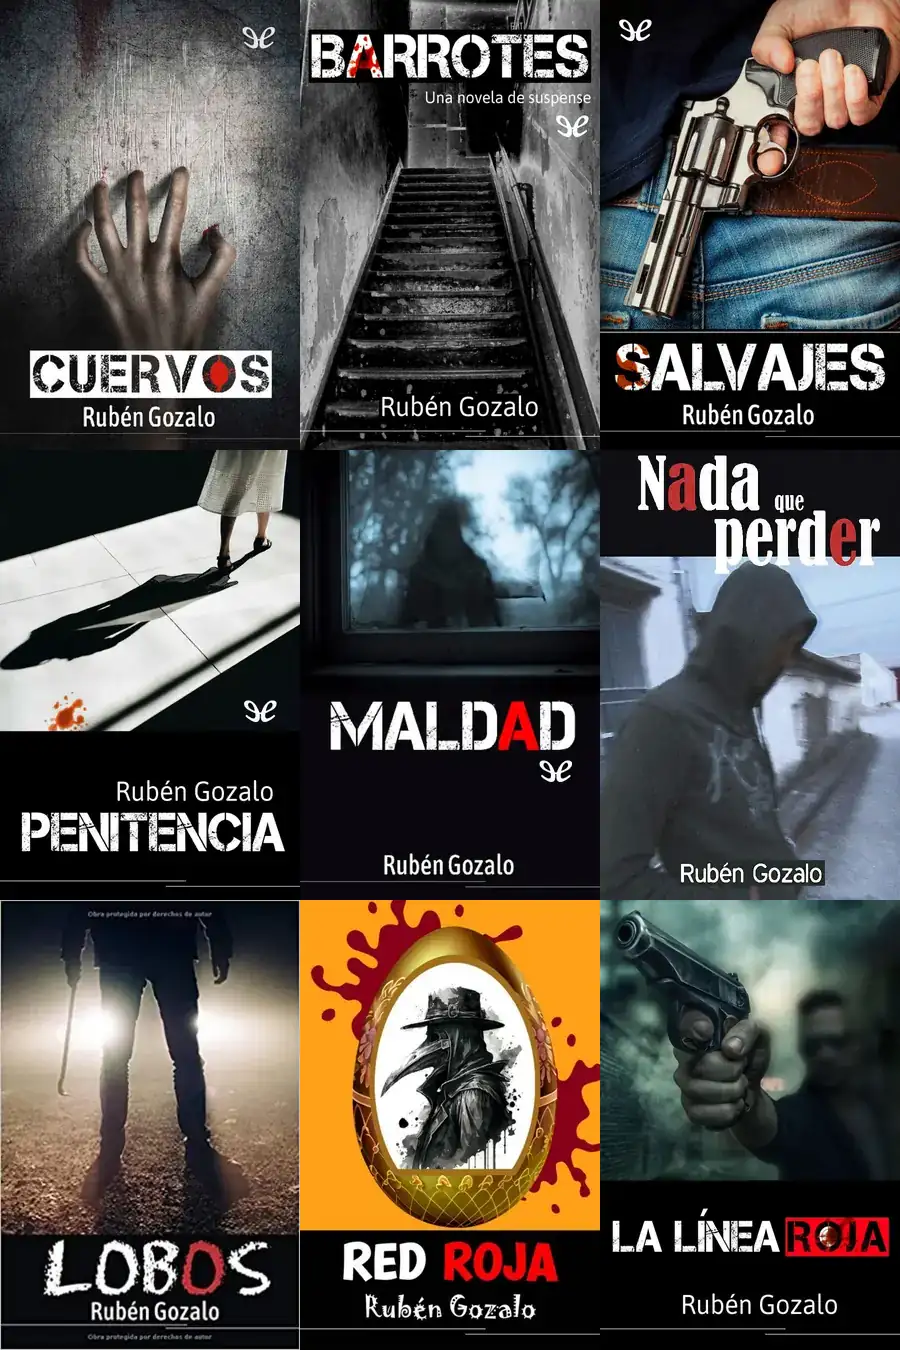 CUERVOS
Rubén Gozalo
BARROTES
Una novela de suspense
Rubén Gozalo
SALVAJES
Rubén Gozalo
Rubén Gozalo
PENITENCIA
MALDAD
Rubén Gozalo
Nada
que
perder
Rubén Gozalo
Obra protegida por derechos de autor
LOBOS
Rubén Gozalo
Obra protegida por derechos de autor
RED ROJA
Rubén Gozalo
LA LÍNEA ROJA
Rubén Gozalo